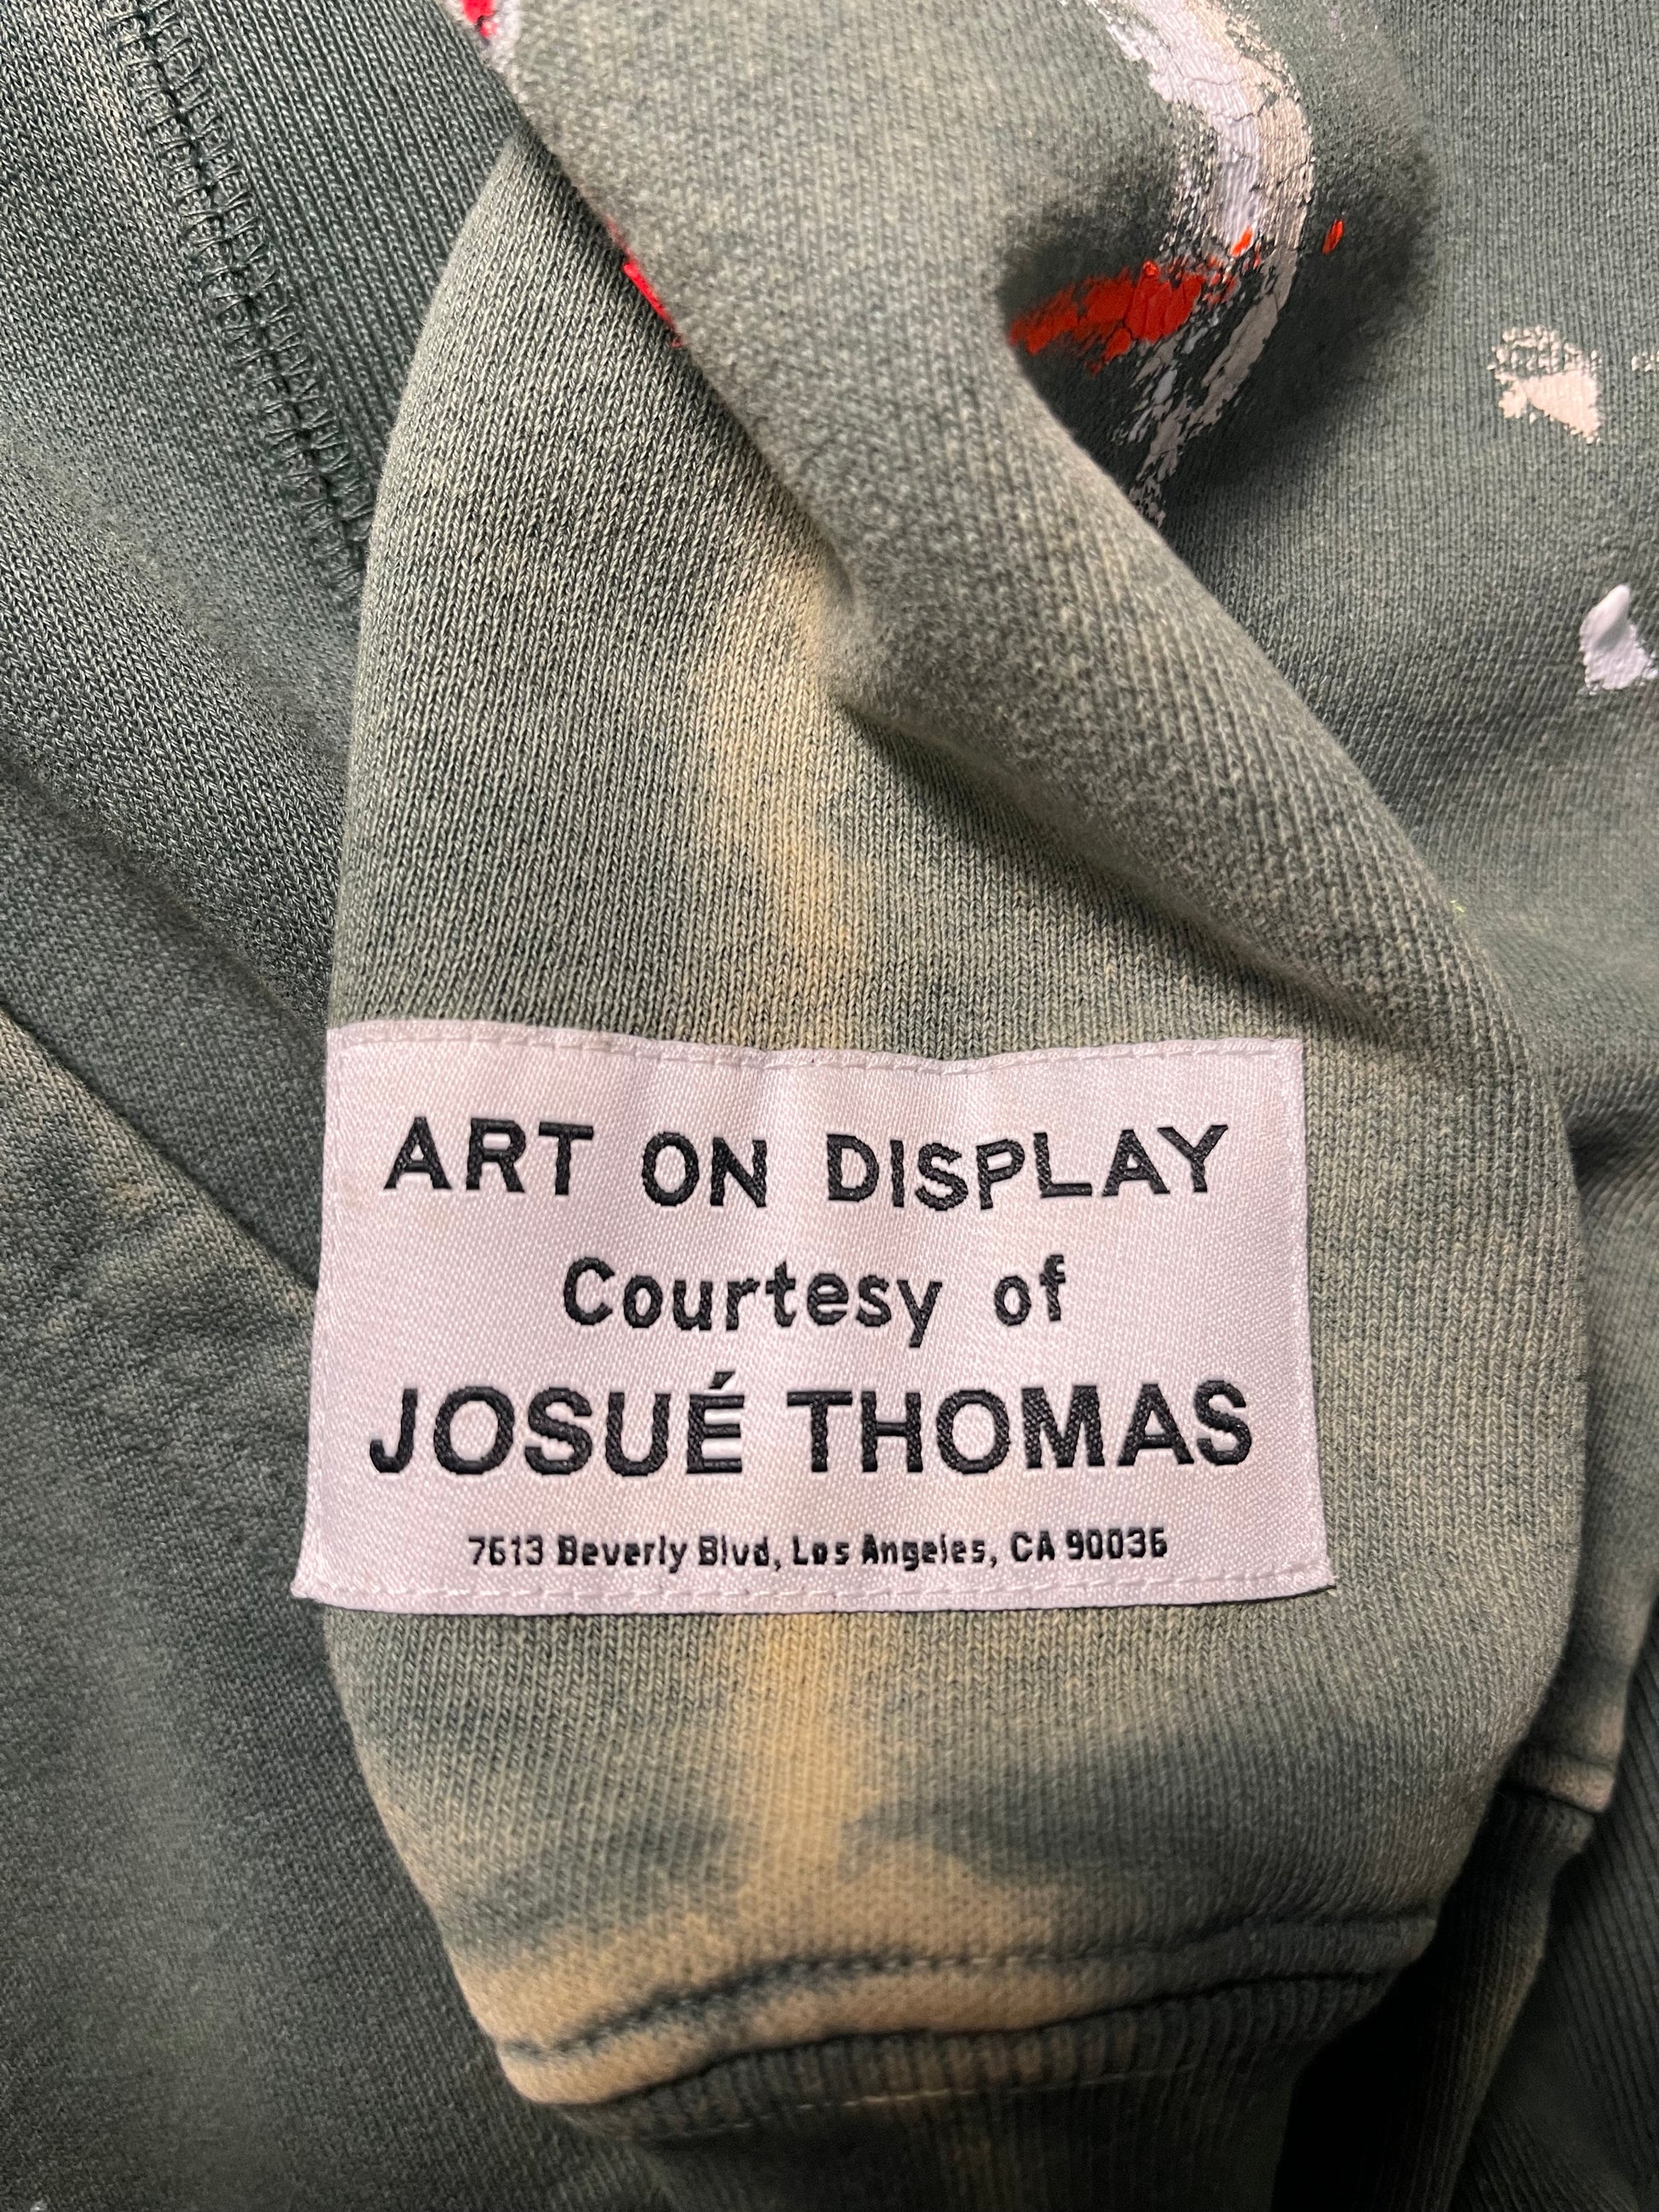 ART ON DISPLAY
Courtesy of
JOSUÉ THOMAS
7613 Beverly Blvd, Los Angeles, CA 90036